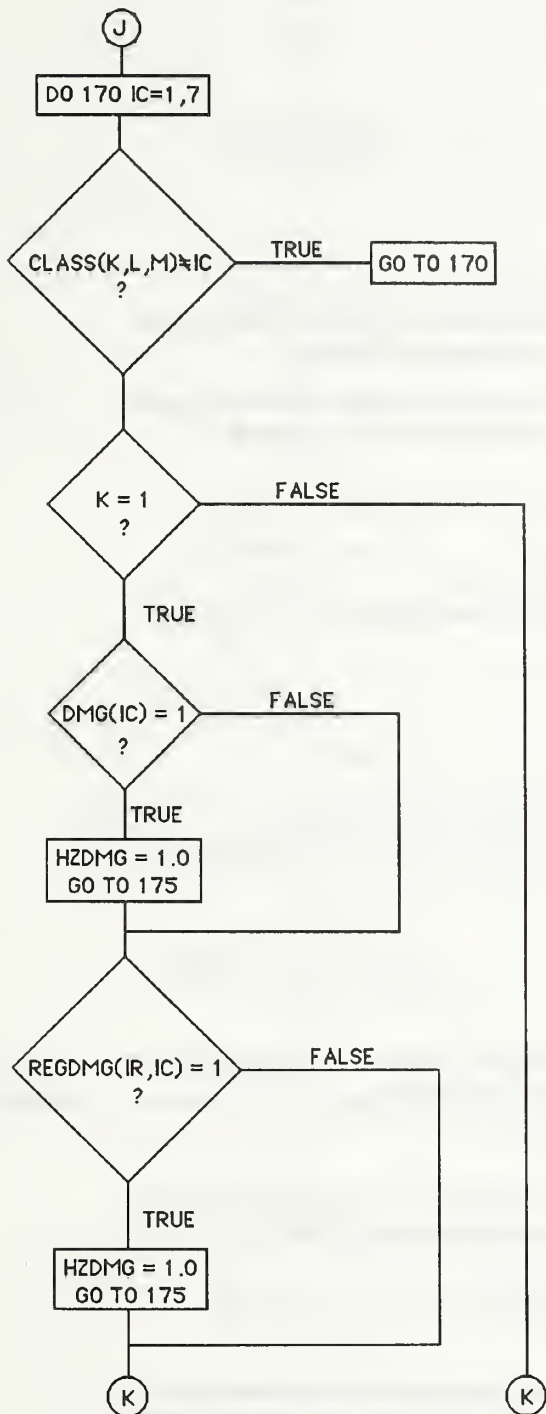 J
DO 170 IC=1,7
CLASS(K,L,M)≠IC
?
TRUE
GO TO 170
K = 1
?
FALSE
TRUE
DMG(IC) = 1
?
FALSE
TRUE
HZDMG = 1.0
GO TO 175
REGDMG(IR,IC) = 1
?
FALSE
TRUE
HZDMG = 1.0
GO TO 175
K
K